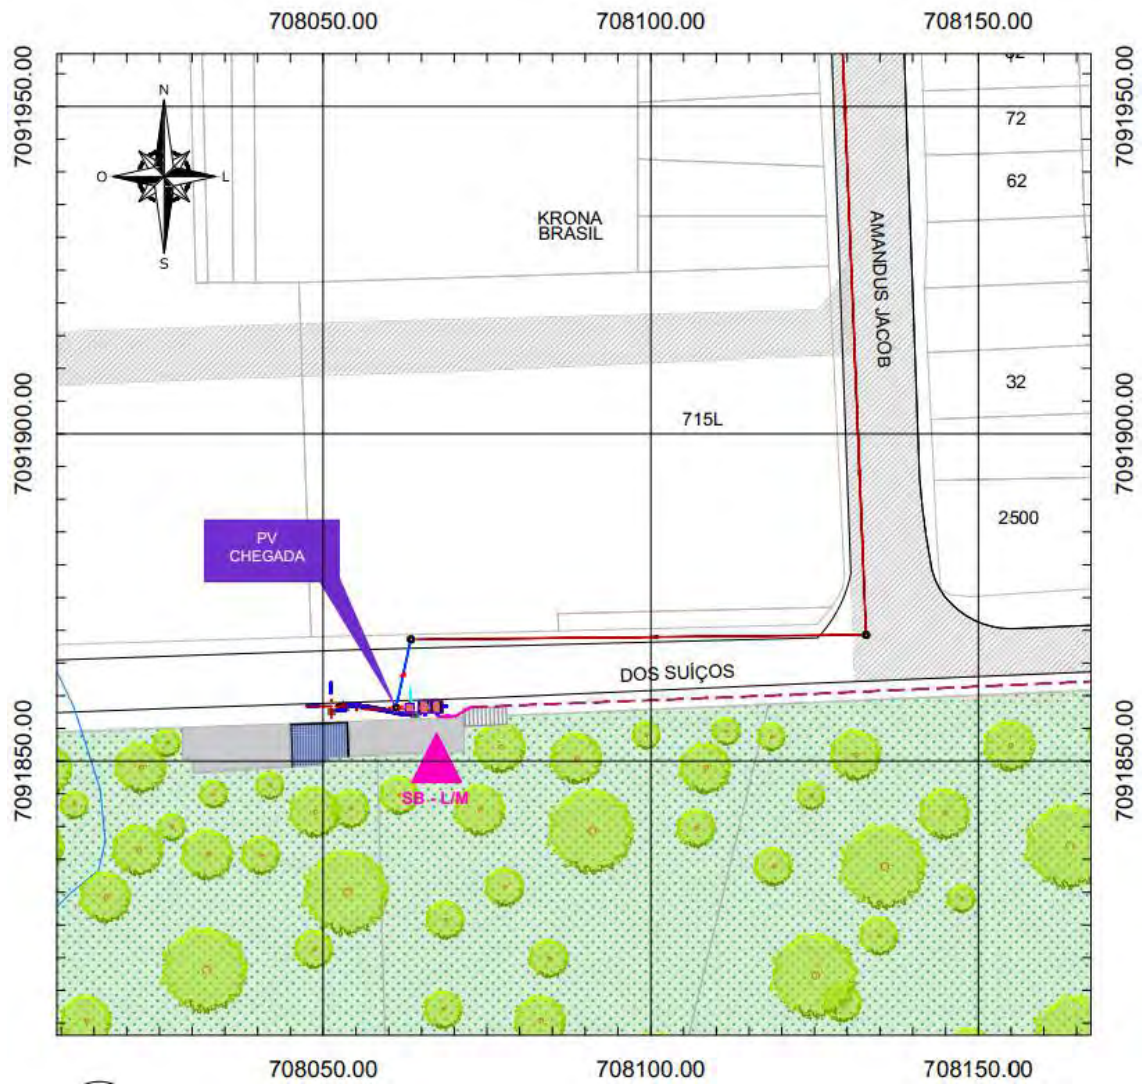 708050.00
708100.00
708150.00
7091950.00
7091950.00
N
O
L
S
72
62
KRONA
BRASIL
AMANDUS JACOB
32
7091900.00
7091900.00
715L
2500
PV
CHEGADA
DOS SUÍÇOS
7091850.00
7091850.00
SB - L/M
708050.00
708100.00
708150.00